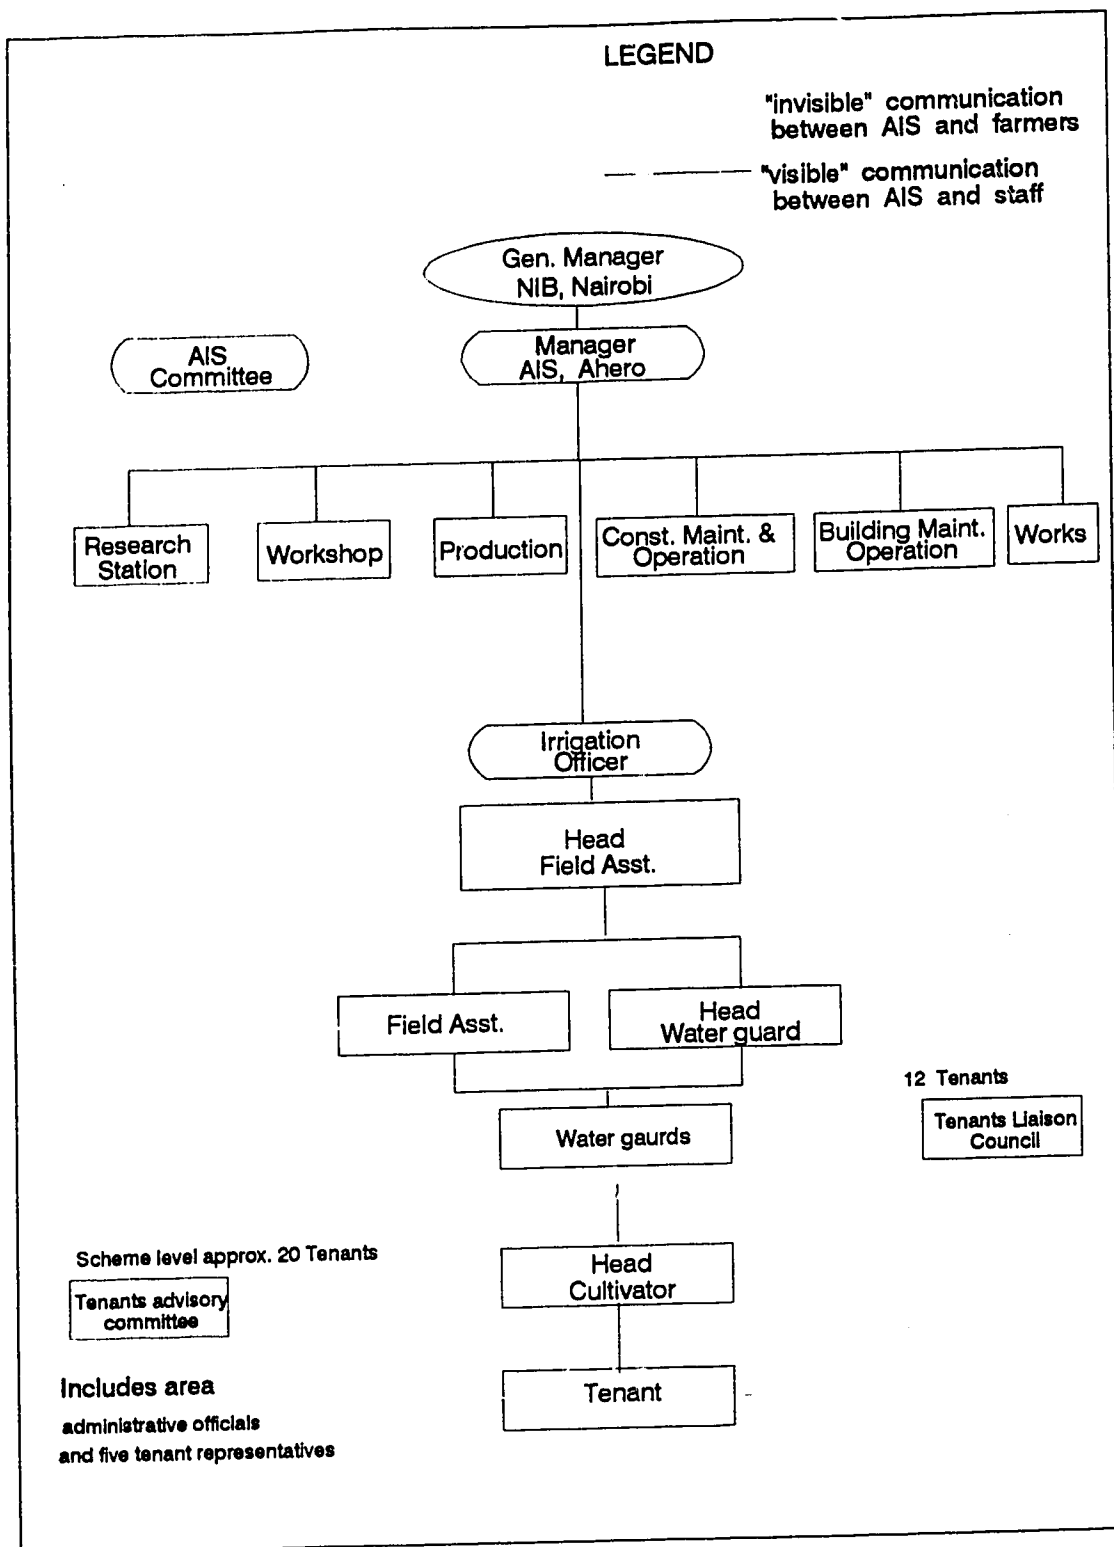 LEGEND
"invisible" communication
between AIS and farmers
"visible" communication
between AIS and staff
Gen. Manager
NIB, Nairobi
AIS
Committee
Manager
AIS, Ahero
Research
Station
Workshop
Production
Const. Maint. &
Operation
Building Maint.
Operation
Works
Irrigation
Officer
Head
Field Asst.
Field Asst.
Head
Water guard
12 Tenants
Tenants Liaison
Council
Water gaurds
Scheme level approx. 20 Tenants
Tenants advisory
committee
Head
Cultivator
Includes area
administrative officials
and five tenant representatives
Tenant